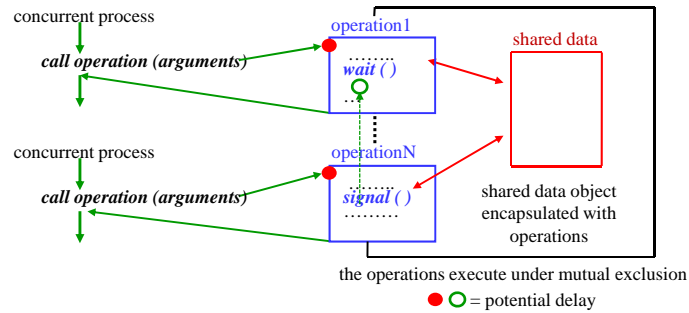 concurrent process
operation1
call operation (arguments)
shared data
.........
wait ( )
....
concurrent process
operationN
call operation (arguments)
.........
signal ( )
..........
shared data object
encapsulated with
operations
the operations execute under mutual exclusion
= potential delay